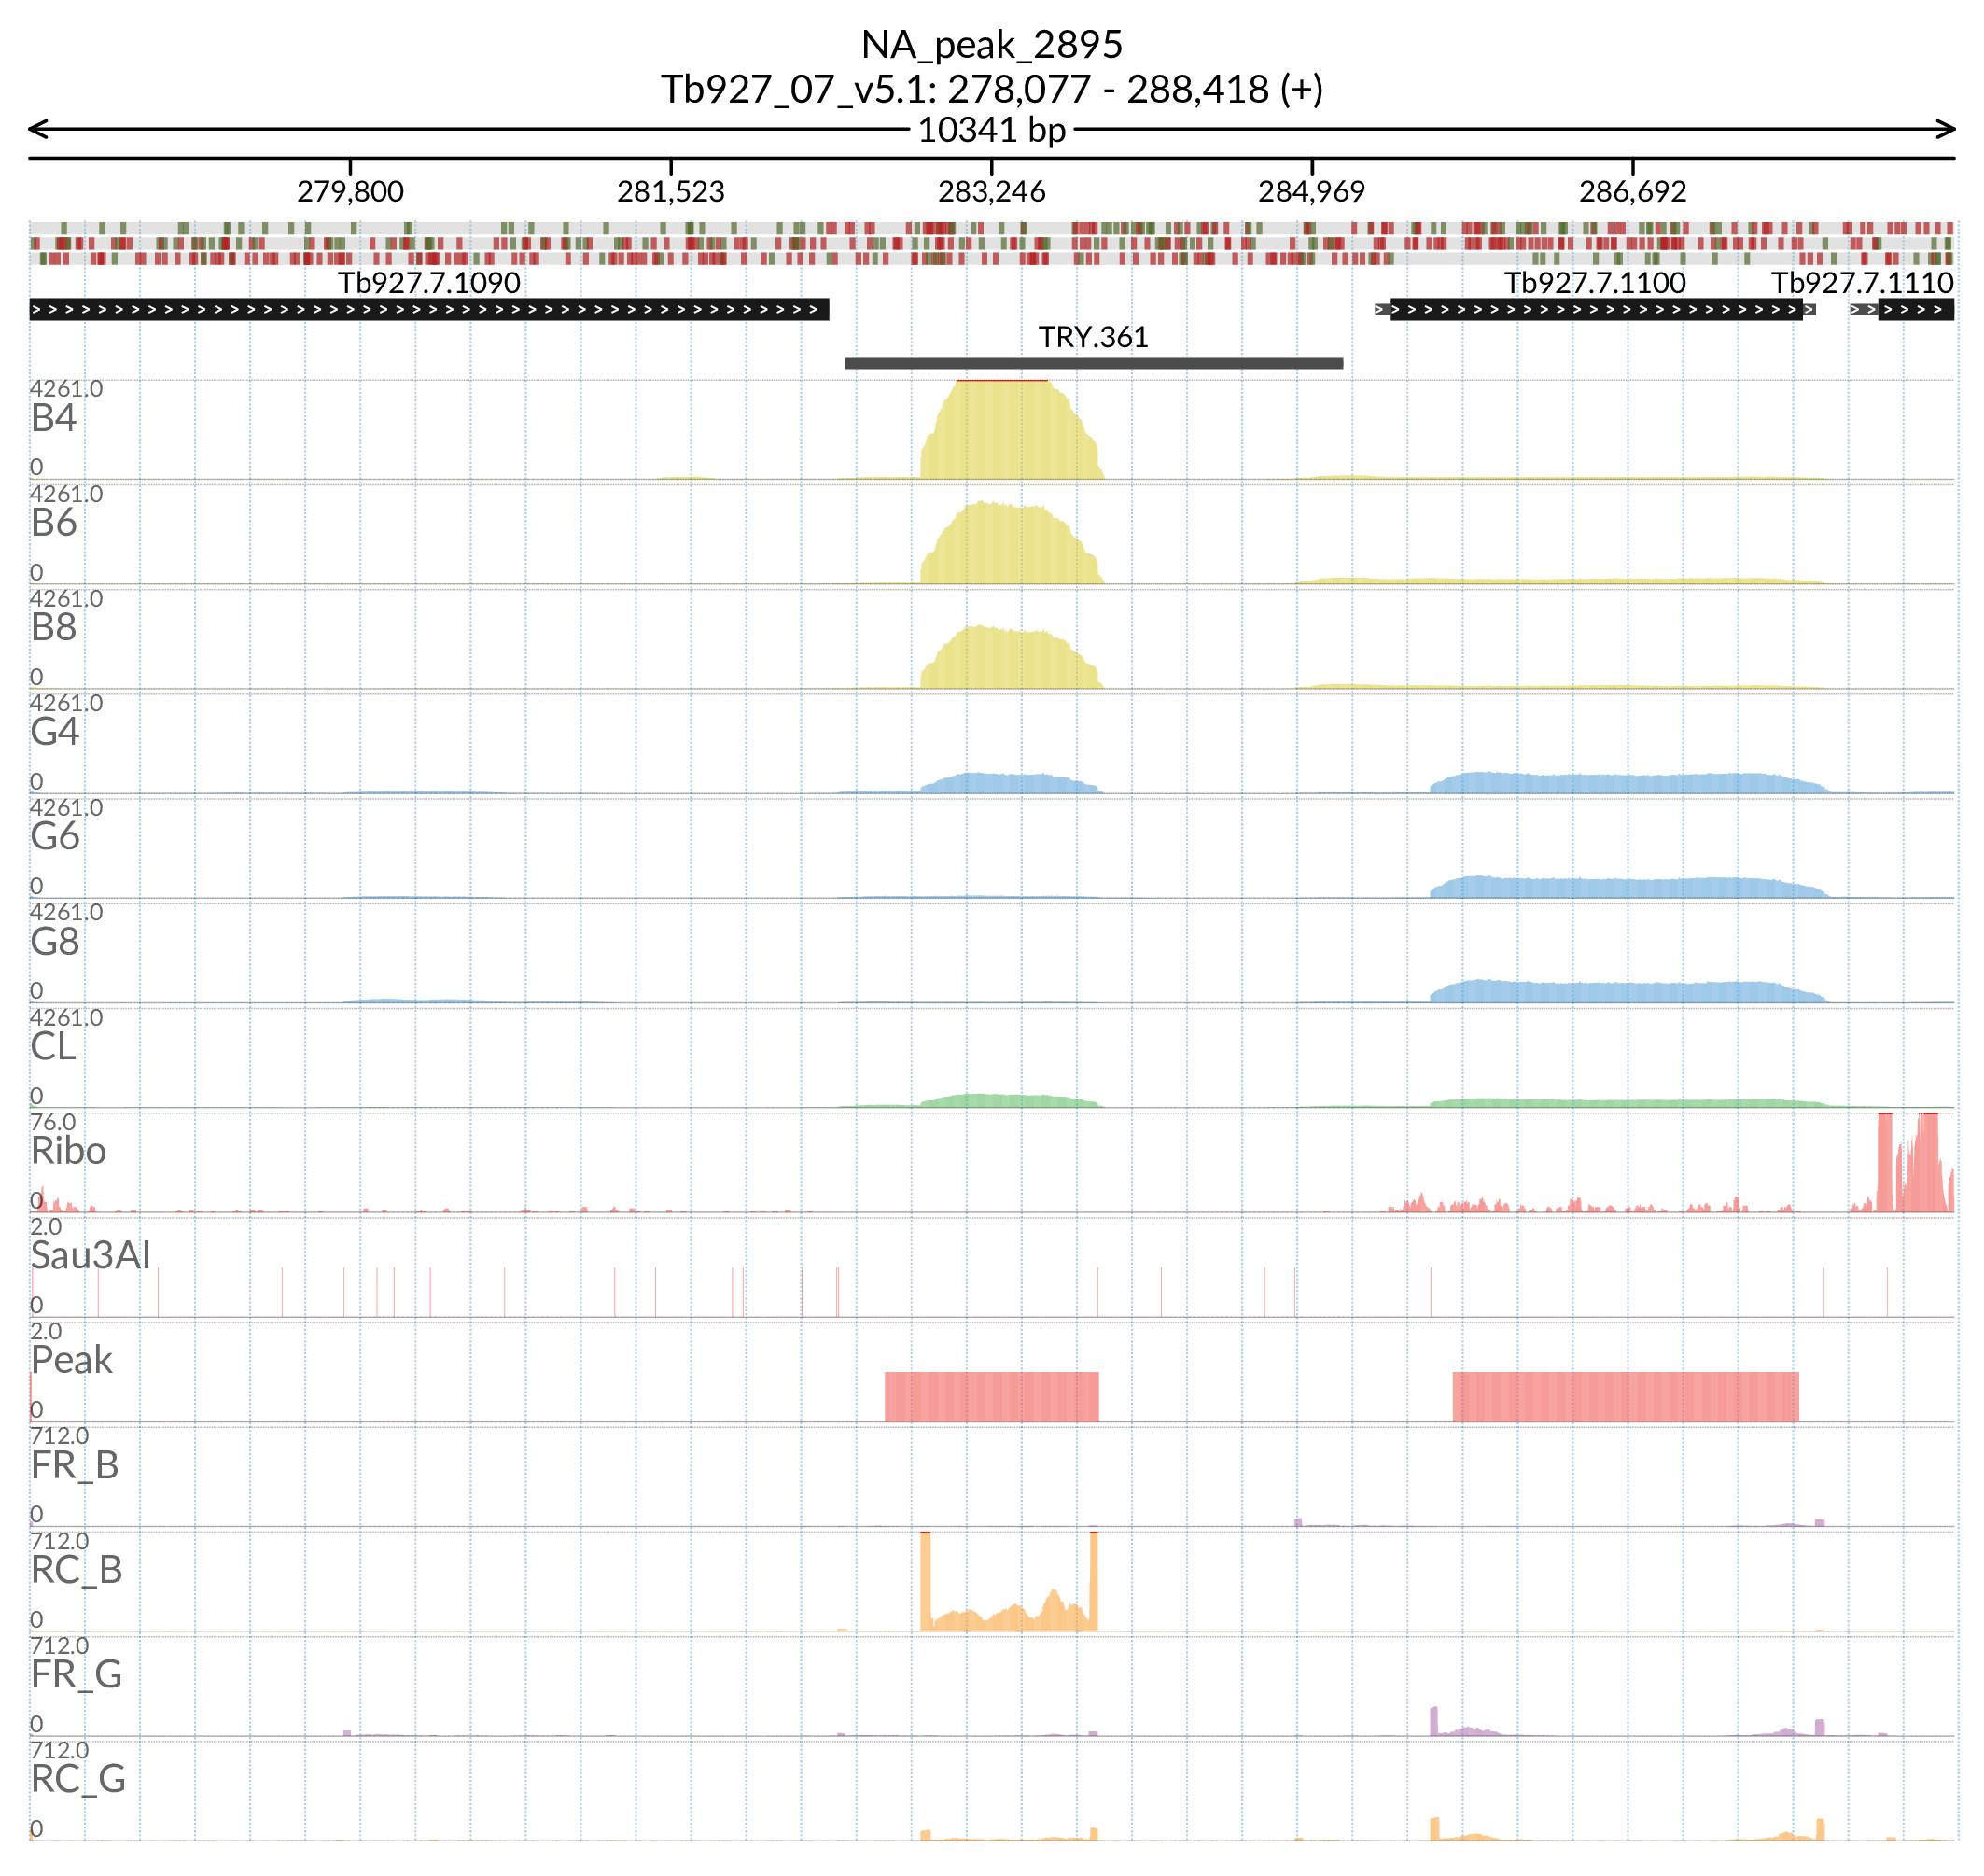 NA_peak_2895
Tb927_07_v5.1: 278,077 - 288,418 (+)
10341 bp
279,800 281,523 283,246 284,969 286,692
Tb927.7.1090 Tb927.7.1100 Tb927.7.1110
TRY.361
4261.0
B4
0
4261.0
B6
0
4261.0
B8
0
4261.0
G4
0
4261.0
G6
0
4261.0
G8
0
4261.0
CL
0
76.0
Ribo
0
2.0
Sau3AI
0
2.0
Peak
0
712.0
FR_B
0
712.0
RC_B
0
712.0
FR_G
0
712.0
RC_G
0